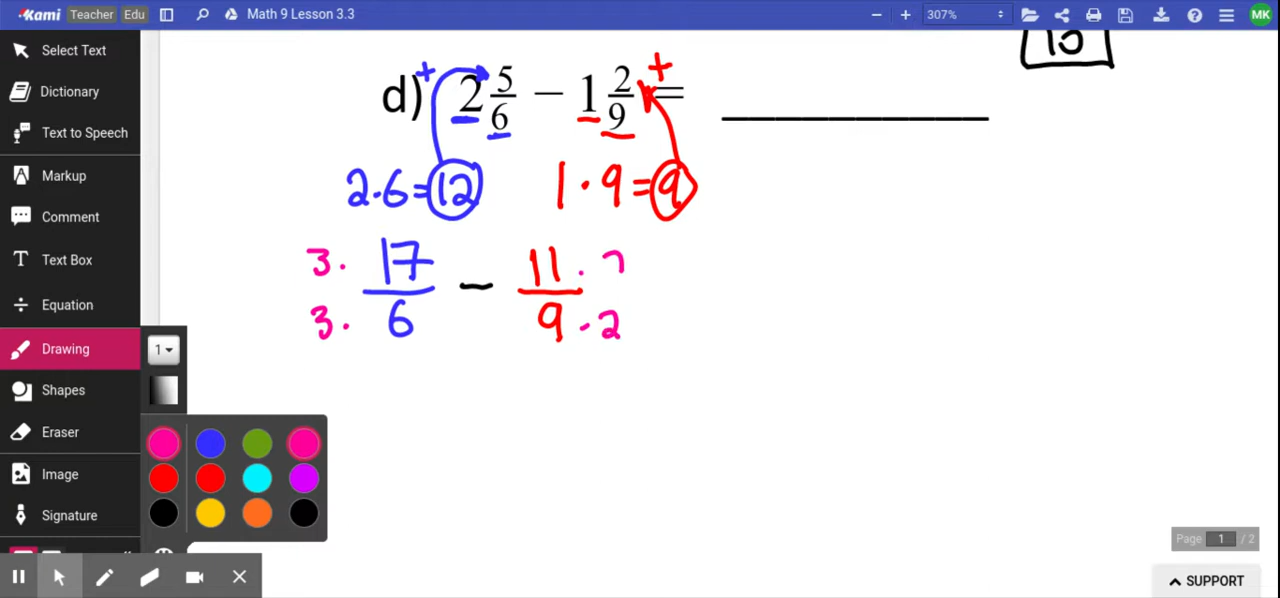 Kami Teacher Edu Math 9 Lesson 3.3 307% MK
Select Text
Dictionary
Text to Speech
Markup
Comment
Text Box
Equation
Drawing 1
Shapes
Eraser
Image
Signature
d) 2 5/6 − 1 2/9 = ____________
+ +
2·6=12 1·9=9
3· 17/6 · 3 − 11/9 · 2
Page 1 / 2
SUPPORT